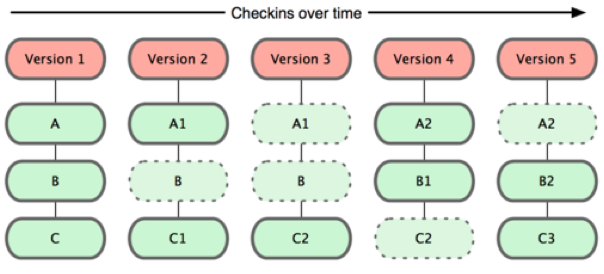 Checkins over time
Version 1 Version 2 Version 3 Version 4 Version 5
A A1 A1 A2 A2
B B B B1 B2
C C1 C2 C2 C3